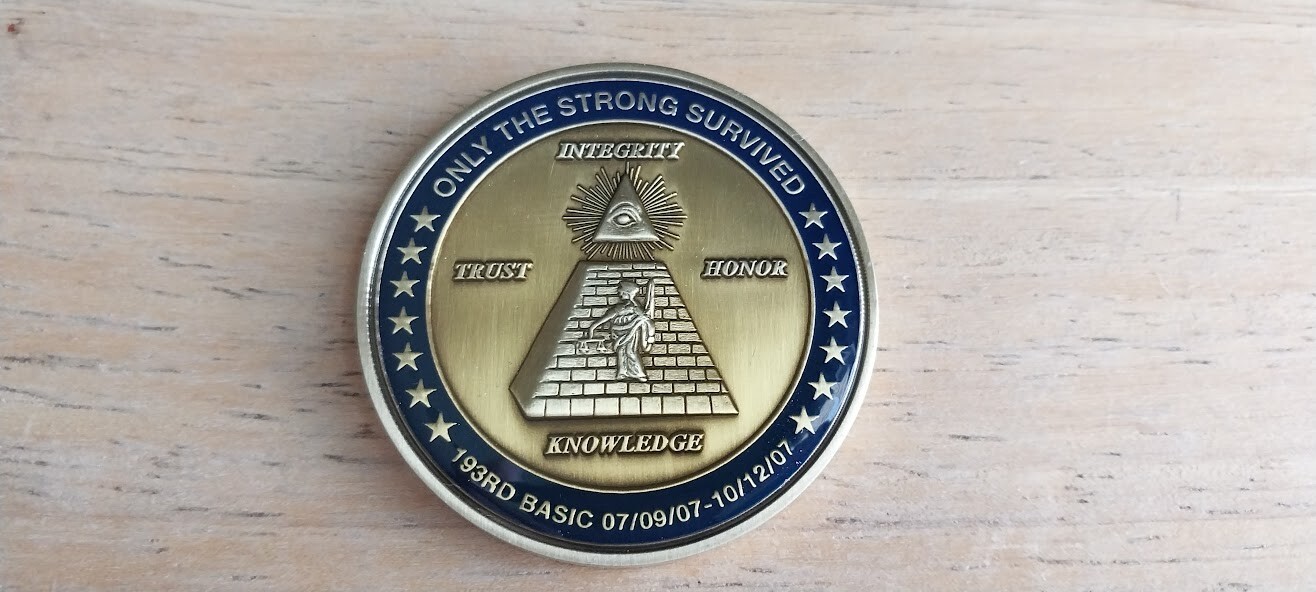 ONLY THE STRONG SURVIVED
INTEGRITY
TRUST
HONOR
KNOWLEDGE
193RD BASIC 07/09/07-10/12/07